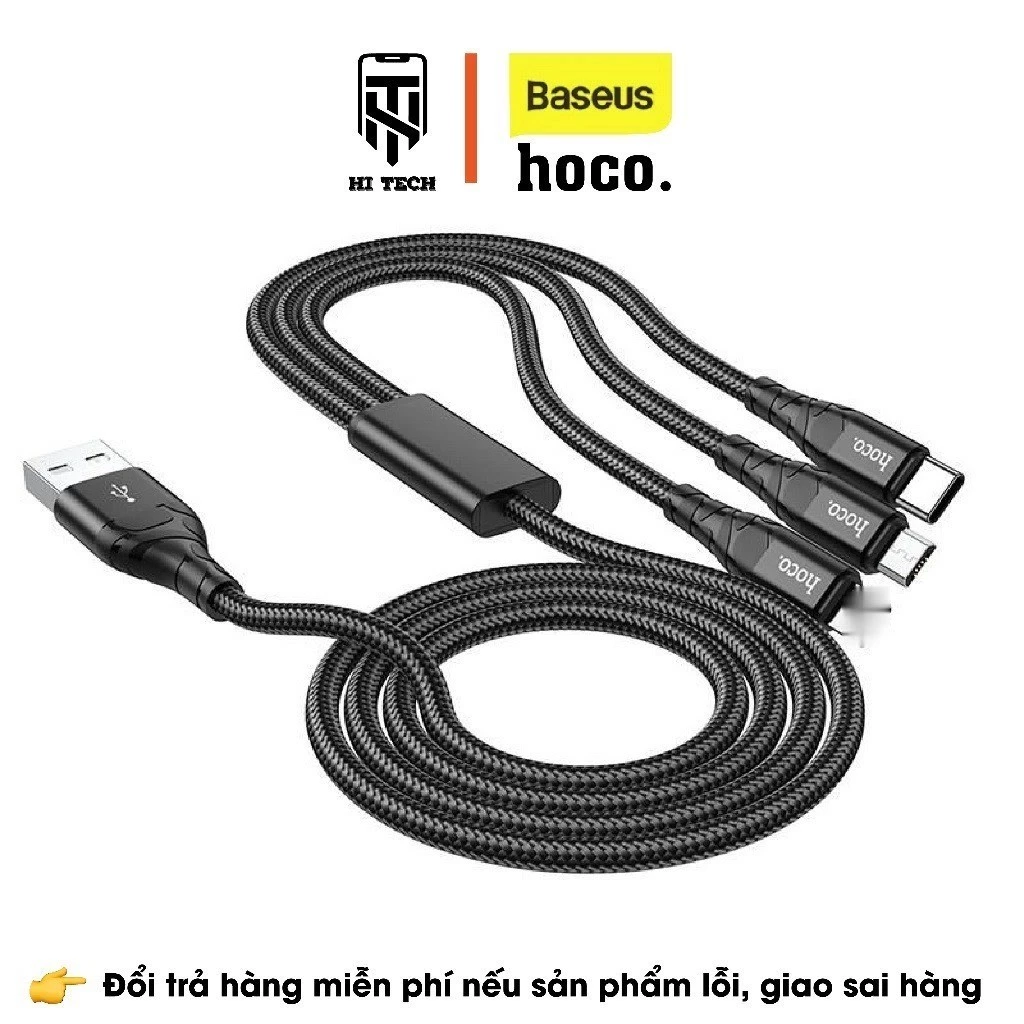 HI TECH
Baseus
hoco.
hoco.
hoco.
hoco.
👉 Đổi trả hàng miễn phí nếu sản phẩm lỗi, giao sai hàng